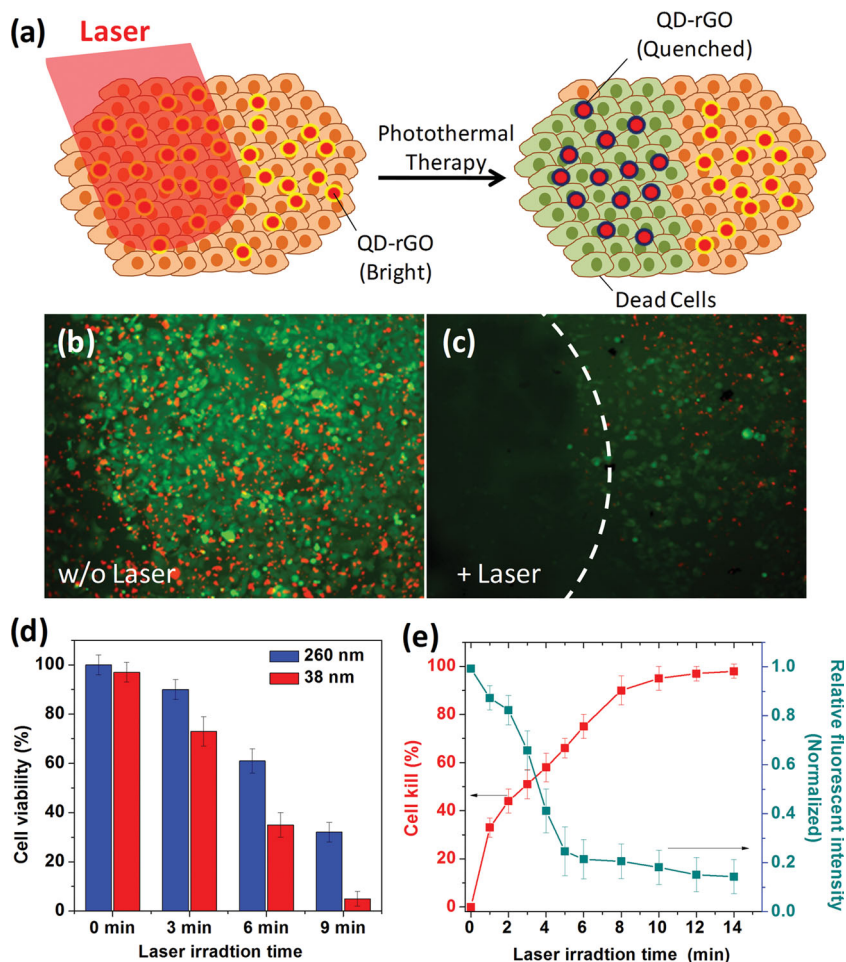 (a)
Laser
QD-rGO
(Quenched)
Photothermal
Therapy
QD-rGO
(Bright)
Dead Cells
(b)
w/o Laser
(c)
+ Laser
(d)
260 nm
38 nm
Cell viability (%)
100
80
60
40
20
0
0 min
3 min
6 min
9 min
Laser irradtion time
(e)
Cell kill (%)
100
80
60
40
20
0
1.0
0.8
0.6
0.4
0.2
0.0
Relative fluorescent intensity
(Normalized)
0
2
4
6
8
10
12
14
Laser irradtion time (min)